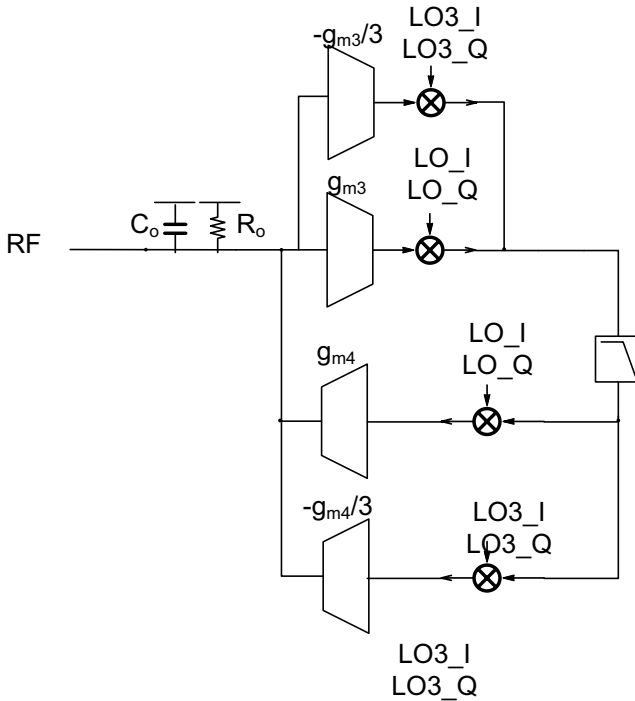 -gm3/3
LO3_I
LO3_Q
gm3
LO_I
LO_Q
Co
Ro
RF
gm4
LO_I
LO_Q
-gm4/3
LO3_I
LO3_Q
LO3_I
LO3_Q